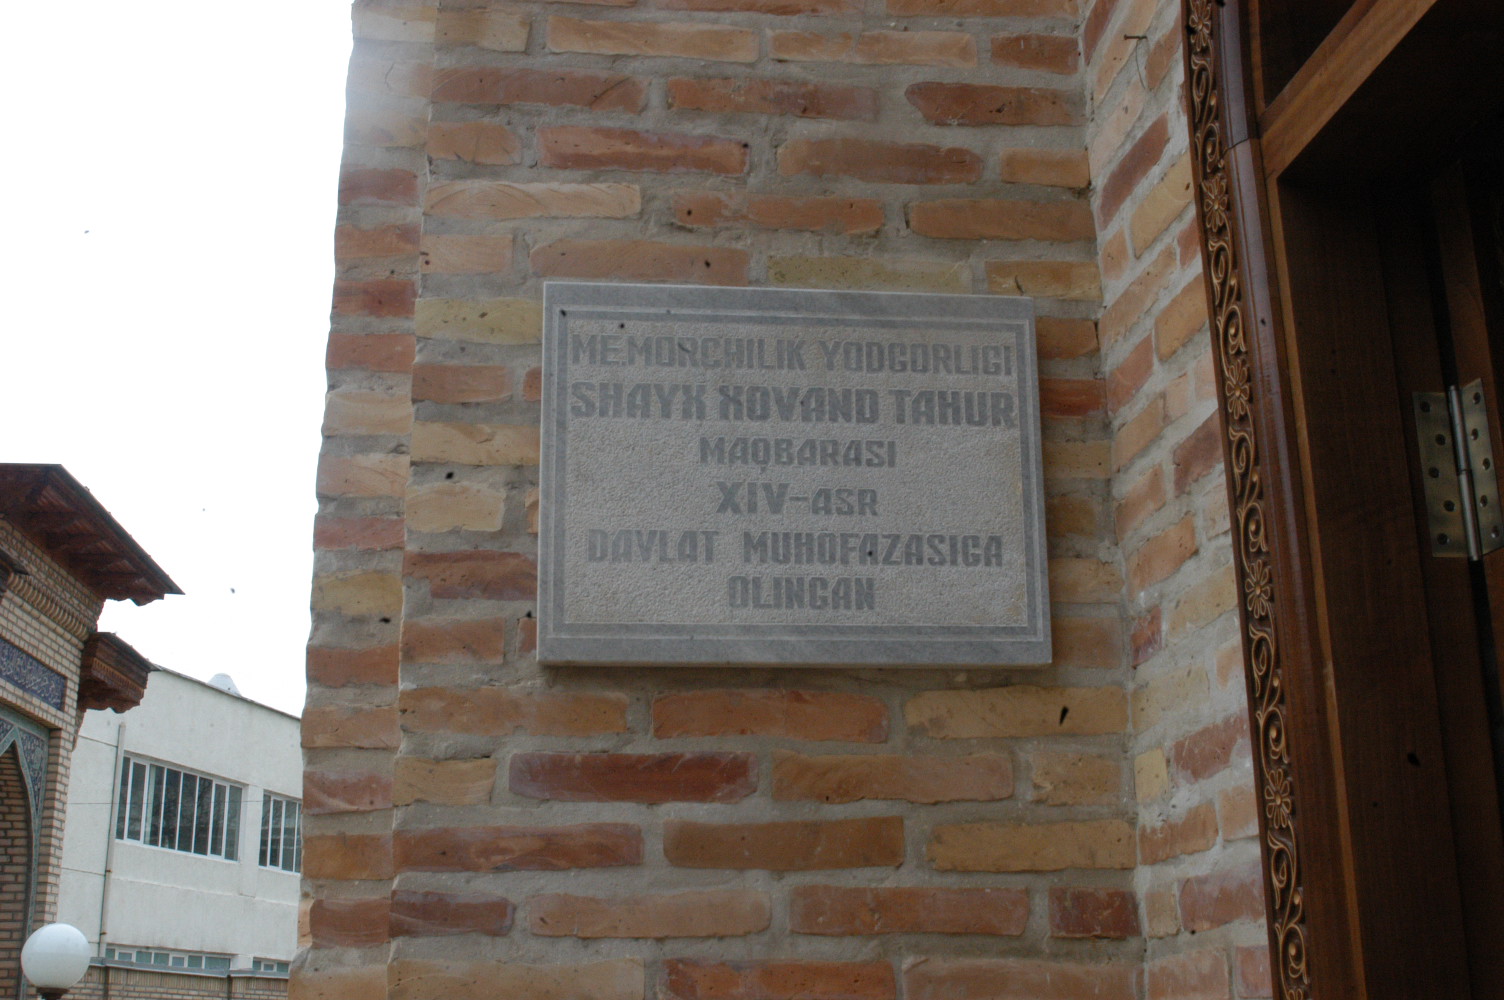 ME.MORCHILIK YODGORLIGI
SHAYX XOVAND TAHUR
MAQBARASI
XIV-ASR
DAVLAT MUHOFAZASIGA
OLINGAN